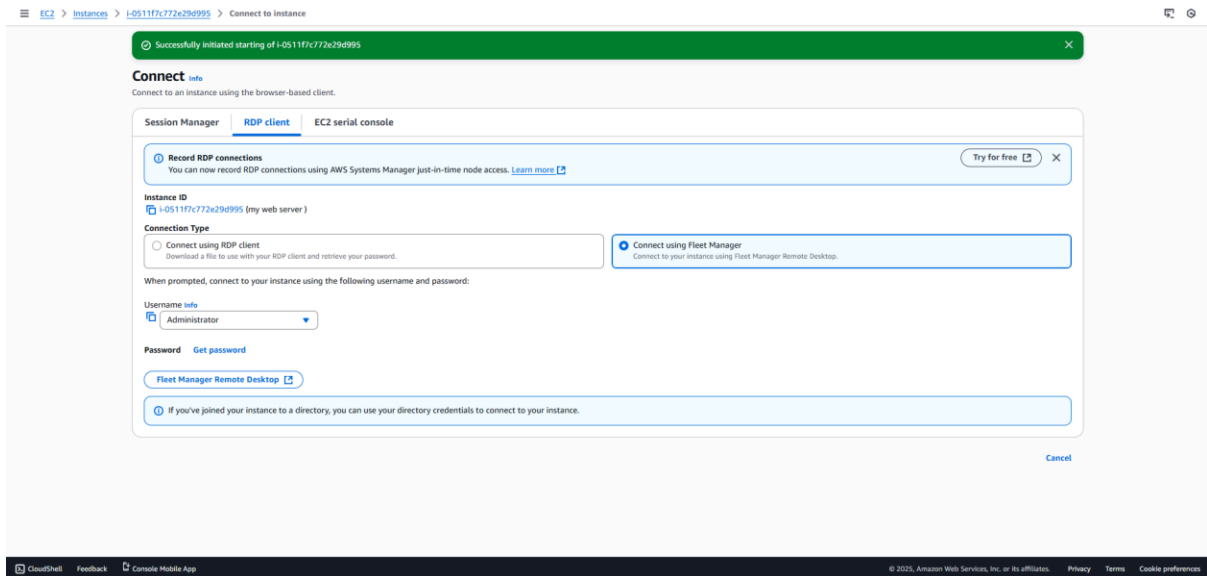 EC2 > Instances > i-0511f7c772e29d995 > Connect to instance
Successfully initiated starting of i-0511f7c772e29d995
Connect Info
Connect to an instance using the browser-based client.
Session Manager RDP client EC2 serial console
Record RDP connections
You can now record RDP connections using AWS Systems Manager just-in-time node access. Learn more
Try for free
Instance ID
i-0511f7c772e29d995 (my web server )
Connection Type
Connect using RDP client
Download a file to use with your RDP client and retrieve your password.
Connect using Fleet Manager
Connect to your instance using Fleet Manager Remote Desktop.
When prompted, connect to your instance using the following username and password:
Username Info
Administrator
Password Get password
Fleet Manager Remote Desktop
If you've joined your instance to a directory, you can use your directory credentials to connect to your instance.
Cancel
CloudShell Feedback Console Mobile App © 2025, Amazon Web Services, Inc. or its affiliates. Privacy Terms Cookie preferences